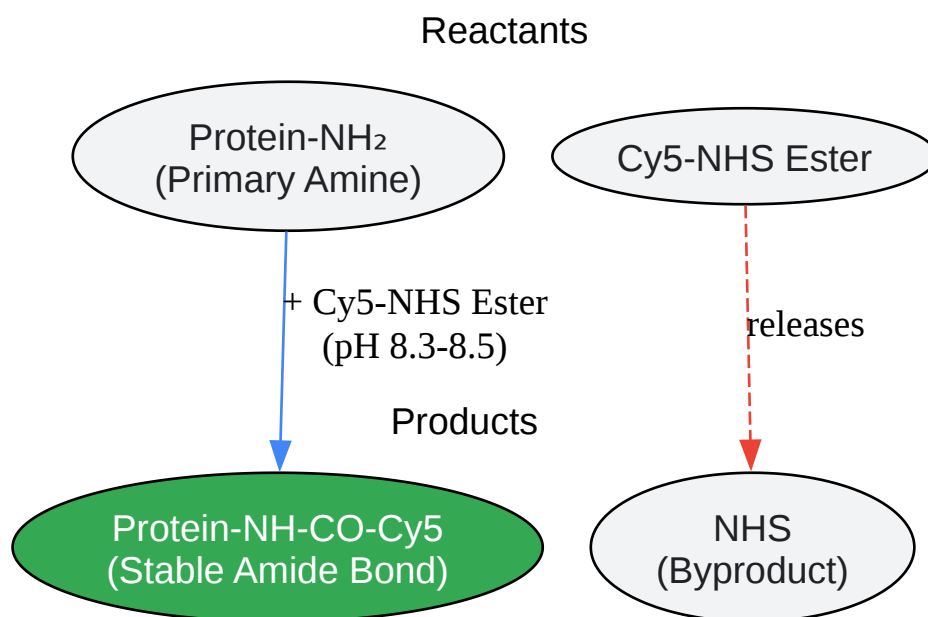 Reactants
Protein-NH₂
(Primary Amine)
Cy5-NHS Ester
+ Cy5-NHS Ester
(pH 8.3-8.5)
releases
Products
Protein-NH-CO-Cy5
(Stable Amide Bond)
NHS
(Byproduct)